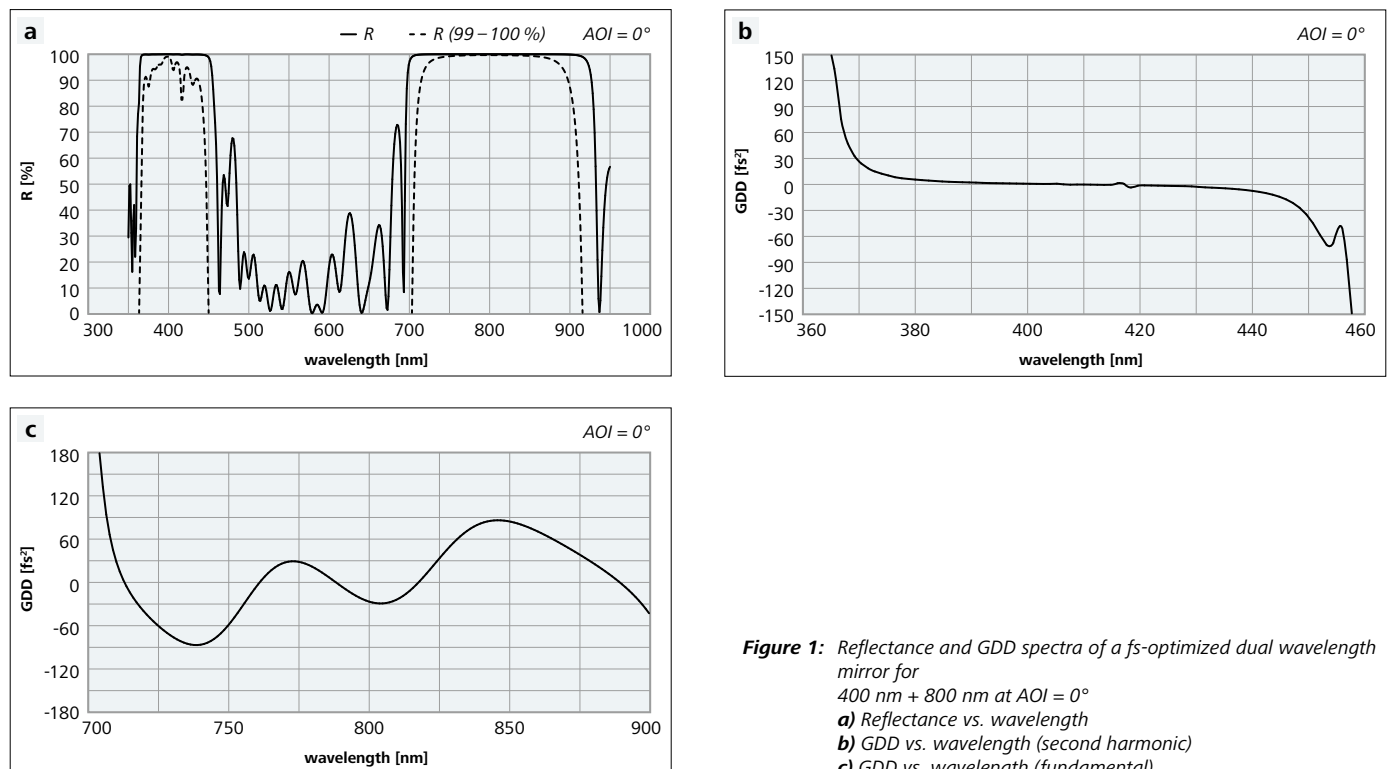 a
R R (99 – 100 %) AOI = 0°
100
90
80
70
60
50
40
30
20
10
0
R [%]
300 400 500 600 700 800 900 1000
wavelength [nm]
b
AOI = 0°
150
120
90
60
30
0
-30
-60
-90
-120
-150
GDD [fs²]
360 380 400 420 440 460
wavelength [nm]
c
AOI = 0°
180
120
60
0
-60
-120
-180
GDD [fs²]
700 750 800 850 900
wavelength [nm]
Figure 1: Reflectance and GDD spectra of a fs-optimized dual wavelength
mirror for
400 nm + 800 nm at AOI = 0°
a) Reflectance vs. wavelength
b) GDD vs. wavelength (second harmonic)
c) GDD vs. wavelength (fundamental)